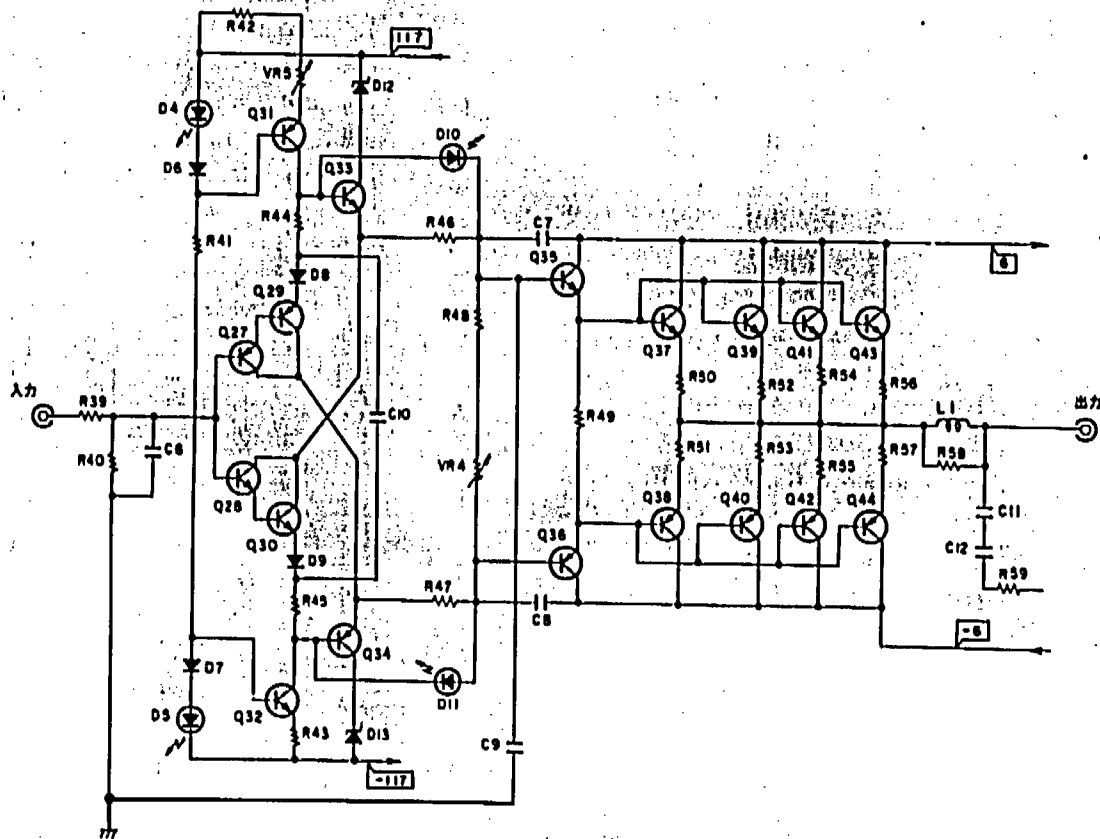 R42
117
VR5
D12
D4
Q31
D10
D6
Q33
R44
R46
C7
R41
Q35
6
D8
Q29
R48
Q27
Q37
Q39
Q41
Q43
入力
R50
R52
R54
R56
R39
C10
R49
L1
出力
C6
R40
R51
R53
R55
R57
R58
VR4
Q28
Q38
Q40
Q42
Q44
C11
Q30
Q36
D9
C12
R59
R45
R47
C8
-6
D7
Q34
D11
D5
Q32
R43
D13
C9
-117